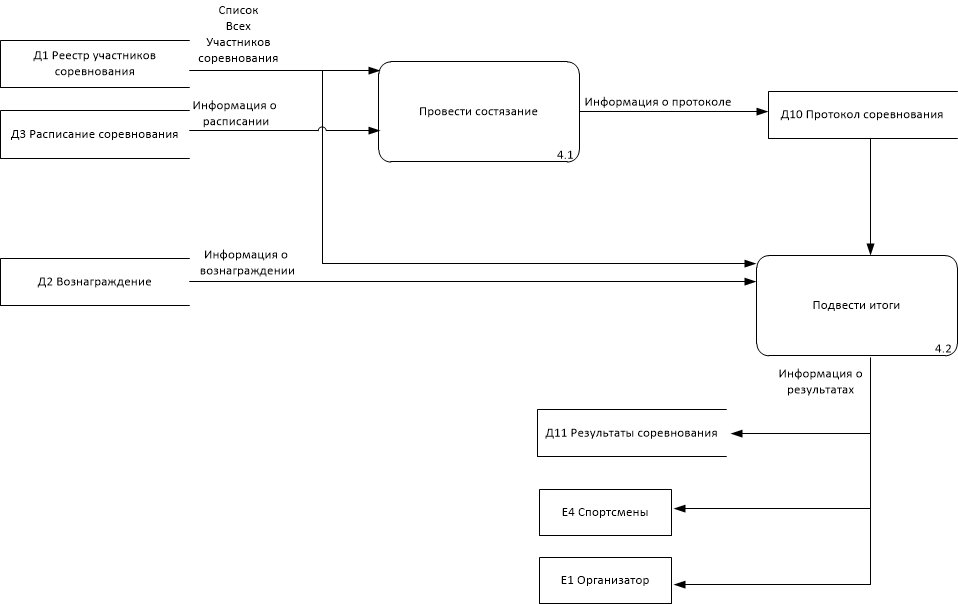 Список
Всех
Участников
соревнования
Д1 Реестр участников
соревнования
Информация о
расписании
Д3 Расписание соревнования
Провести состязание
4.1
Информация о протоколе
Д10 Протокол соревнования
Информация о
вознаграждении
Д2 Вознаграждение
Подвести итоги
4.2
Информация о
результатах
Д11 Результаты соревнования
Е4 Спортсмены
Е1 Организатор